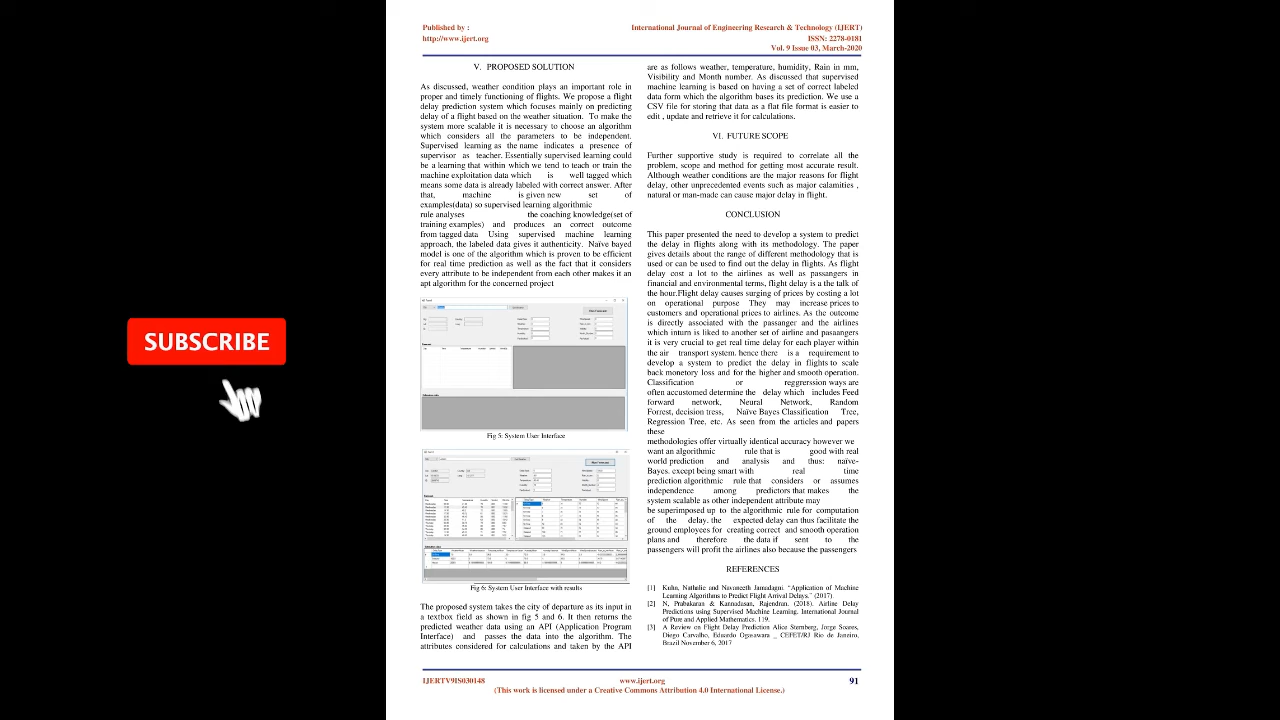 Published by :
http://www.ijert.org
International Journal of Engineering Research & Technology (IJERT)
ISSN: 2278-0181
Vol. 9 Issue 03, March-2020
SUBSCRIBE
V. PROPOSED SOLUTION
As discussed, weather condition plays an important role in
proper and timely functioning of flights. We propose a flight
delay prediction system which focuses mainly on predicting
delay of a flight based on the weather situation. To make the
system more scalable it is necessary to choose an algorithm
which considers all the parameters to be independent.
Supervised learning as the name indicates a presence of
supervisor as teacher. Essentially supervised learning could
be a learning that within which we tend to teach or train the
machine exploitation data which is well tagged which
means some data is already labeled with correct answer. After
that, machine is given new set of
examples(data) so supervised learning algorithmic
rule analyses the coaching knowledge(set of
training examples) and produces an correct outcome
from tagged data Using supervised machine learning
approach, the labeled data gives it authenticity. Naïve bayed
model is one of the algorithm which is proven to be efficient
for real time prediction as well as the fact that it considers
every attribute to be independent from each other makes it an
apt algorithm for the concerned project
Fig 5: System User Interface
Fig 6: System User Interface with results
The proposed system takes the city of departure as its input in
a textbox field as shown in fig 5 and 6. It then returns the
predicted weather data using an API (Application Program
Interface) and passes the data into the algorithm. The
attributes considered for calculations and taken by the API
are as follows weather, temperature, humidity, Rain in mm,
Visibility and Month number. As discussed that supervised
machine learning is based on having a set of correct labeled
data form which the algorithm bases its prediction. We use a
CSV file for storing that data as a flat file format is easier to
edit , update and retrieve it for calculations.
VI. FUTURE SCOPE
Further supportive study is required to correlate all the
problem, scope and method for getting most accurate result.
Although weather conditions are the major reasons for flight
delay, other unprecedented events such as major calamities ,
natural or man-made can cause major delay in flight.
CONCLUSION
This paper presented the need to develop a system to predict
the delay in flights along with its methodology. The paper
gives details about the range of different methodology that is
used or can be used to find out the delay in flights. As flight
delay cost a lot to the airlines as well as passangers in
financial and environmental terms, flight delay is a the talk of
the hour.Flight delay causes surging of prices by costing a lot
on operational purpose They may increase prices to
customers and operational prices to airlines. As the outcome
is directly associated with the passanger and the airlines
which inturn is liked to another set of airline and pasaangers
it is very crucial to get real time delay for each player within
the air transport system. hence there is a requirement to
develop a system to predict the delay in flights to scale
back monetary loss and for the higher and smooth operation.
Classification or reggrerssion ways are
often accustomed determine the delay which includes Feed
forward network, Neural Network, Random
Forrest, decision tress, Naïve Bayes Classification Tree,
Regression Tree, etc. As seen from the articles and papers
these
methodologies offer virtually identical accuracy however we
want an algorithmic rule that is good with real
world prediction and analysis and thus: naïve-
Bayes. except being smart with real time
prediction algorithmic rule that considers or assumes
independence among predictors that makes the
system scalable as other independent attribute may
be superimposed up to the algorithmic rule for computation
of the delay, the expected delay can thus facilitate the
ground employees for creating correct and smooth operation
plans and therefore the data if sent to the
passengers will profit the airlines also because the passengers
REFERENCES
[1] Kuhn, Nathalie and Navaneeth Jamadagni. "Application of Machine
Learning Algorithms to Predict Flight Arrival Delays." (2017)
[2] N, Prabakaran & Kannadasan, Rajendran. (2018). Airline Delay
Predictions using Supervised Machine Learning. International Journal
of Pure and Applied Mathematics. 119.
[3] A Review on Flight Delay Prediction Alice Sternberg, Jorge Soares,
Diego Carvalho, Eduardo Ogasawara _ CEFET/RJ Rio de Janeiro,
Brazil November 6, 2017
IJERTV9IS030148
www.ijert.org
91
(This work is licensed under a Creative Commons Attribution 4.0 International License.)